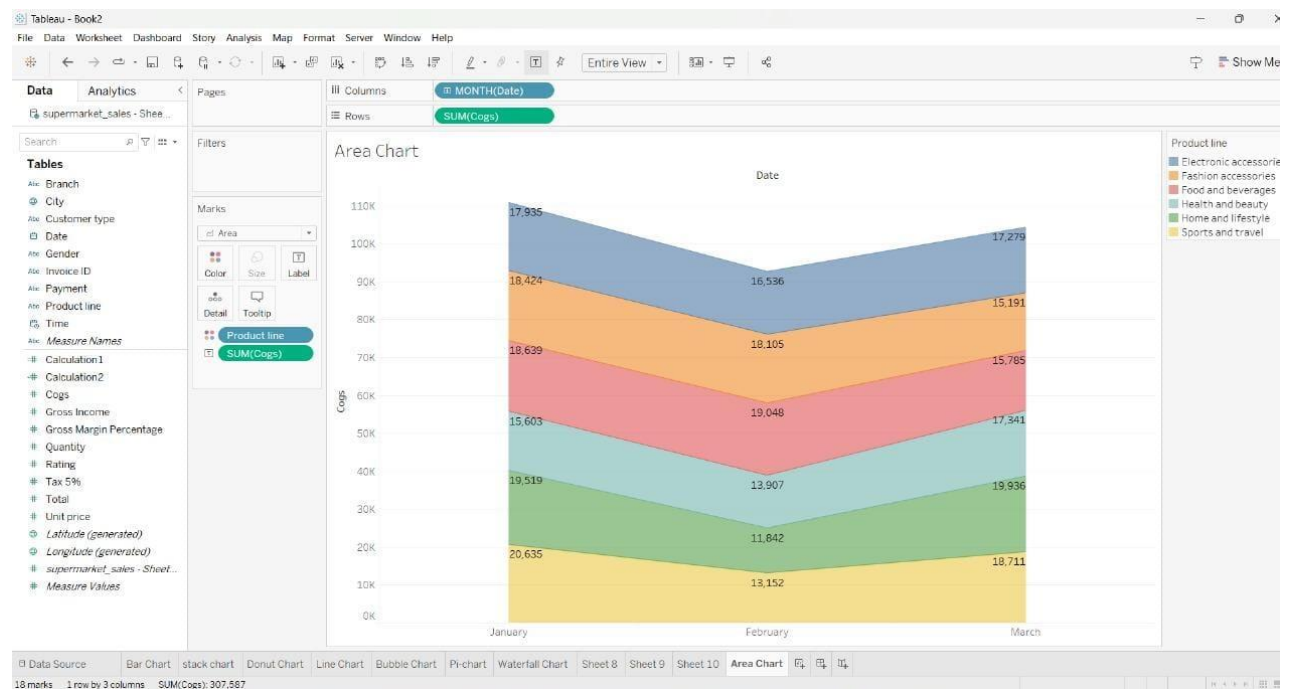 Tableau - Book2
File Data Worksheet Dashboard Story Analysis Map Format Server Window Help
Entire View
Show Me
Data Analytics
supermarket_sales - Shee...
Search
Tables
Abc Branch
City
Abc Customer type
Date
Abc Gender
Abc Invoice ID
Abc Payment
Abc Product line
Time
Abc Measure Names
Calculation1
Calculation2
Cogs
Gross Income
Gross Margin Percentage
Quantity
Rating
Tax 5%
Total
Unit price
Latitude (generated)
Longitude (generated)
supermarket_sales - Sheet...
Measure Values
Pages
Filters
Marks
Area
Color Size Label
Detail Tooltip
Product line
SUM(Cogs)
Columns MONTH(Date)
Rows SUM(Cogs)
Area Chart
Date
110K
100K
90K
80K
70K
60K
50K
40K
30K
20K
10K
0K
Cogs
17,935 16,536 17,279
18,424 18,105 15,191
18,639 19,048 15,785
15,603 13,907 17,341
19,519 11,842 19,936
20,635 13,152 18,711
January February March
Product line
Electronic accessorie
Fashion accessories
Food and beverages
Health and beauty
Home and lifestyle
Sports and travel
Data Source Bar Chart stack chart Donut Chart Line Chart Bubble Chart Pi-chart Waterfall Chart Sheet 8 Sheet 9 Sheet 10 Area Chart
18 marks 1 row by 3 columns SUM(Cogs): 307,587